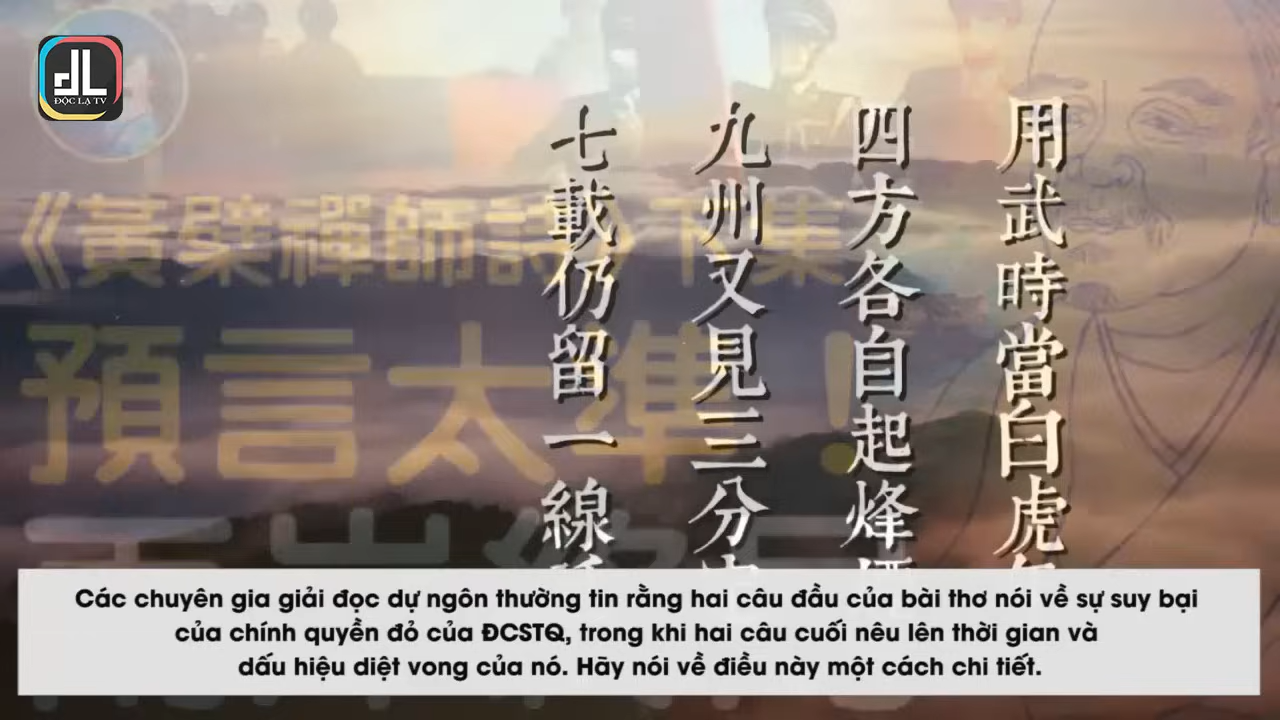 ĐỘC LẠ TV
用武時當白虎
四方各自起烽
九州又見三分
七載仍留一線
《黃檗禪師詩》下集
預言太準！
Các chuyên gia giải đọc dự ngôn thường tin rằng hai câu đầu của bài thơ nói về sự suy bại
của chính quyền đỏ của ĐCSTQ, trong khi hai câu cuối nêu lên thời gian và
dấu hiệu diệt vong của nó. Hãy nói về điều này một cách chi tiết.